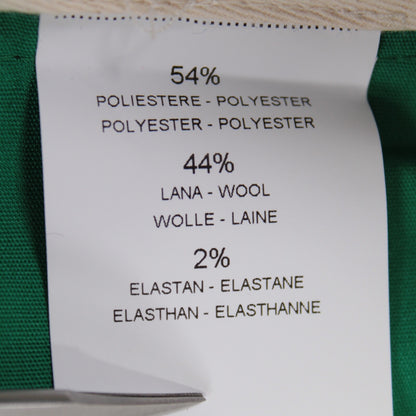 54%
POLIESTERE - POLYESTER
POLYESTER - POLYESTER
44%
LANA - WOOL
WOLLE - LAINE
2%
ELASTAN - ELASTANE
ELASTHAN - ELASTHANNE